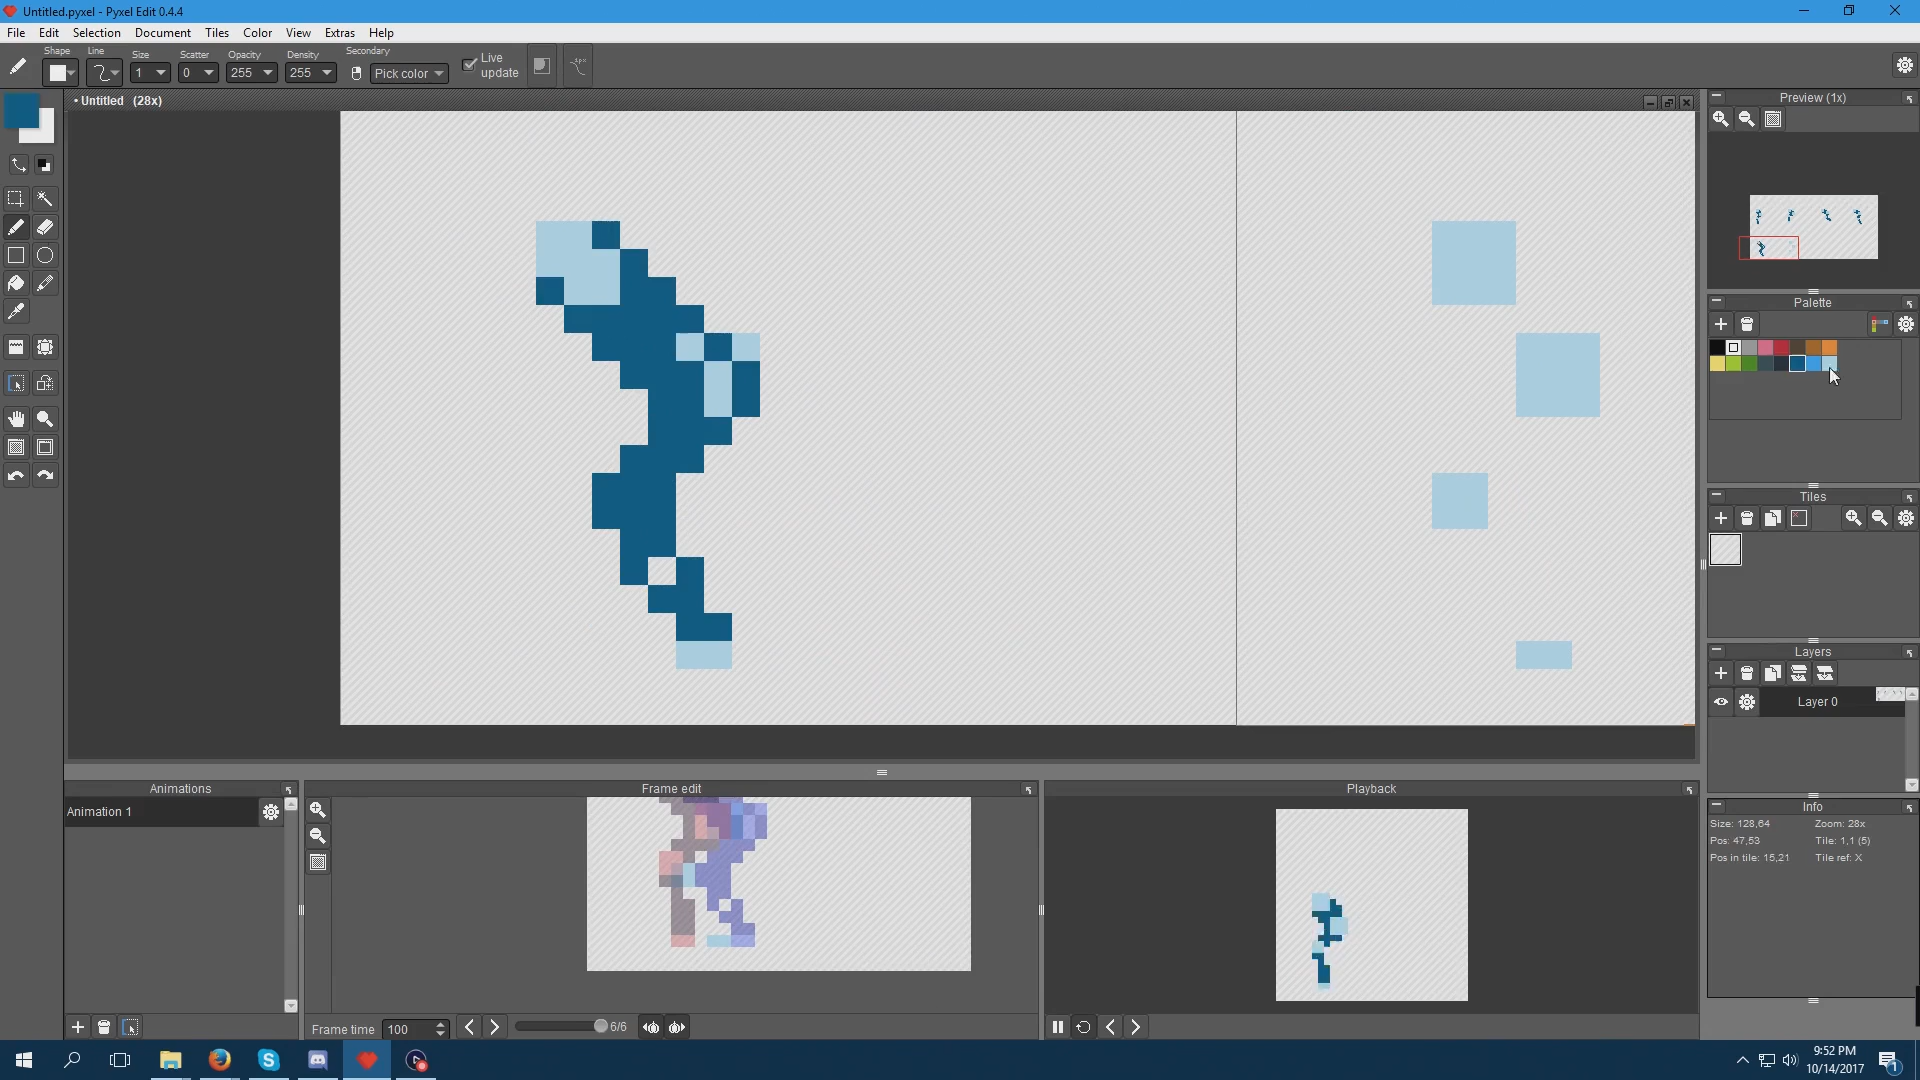 Untitled.pyxel - Pyxel Edit 0.4.4
File Edit Selection Document Tiles Color View Extras Help
Shape Line Size Scatter Opacity Density Secondary
1 0 255 255 Pick color
Live update
• Untitled (28x)
Preview (1x)
Palette
Tiles
Layers
Layer 0
Info
Size: 128,64 Zoom: 28x
Pos: 47,53 Tile: 1,1 (5)
Pos in tile: 15,21 Tile ref: X
Animations
Animation 1
Frame edit
Frame time 100 6/6
Playback
9:52 PM
10/14/2017
1